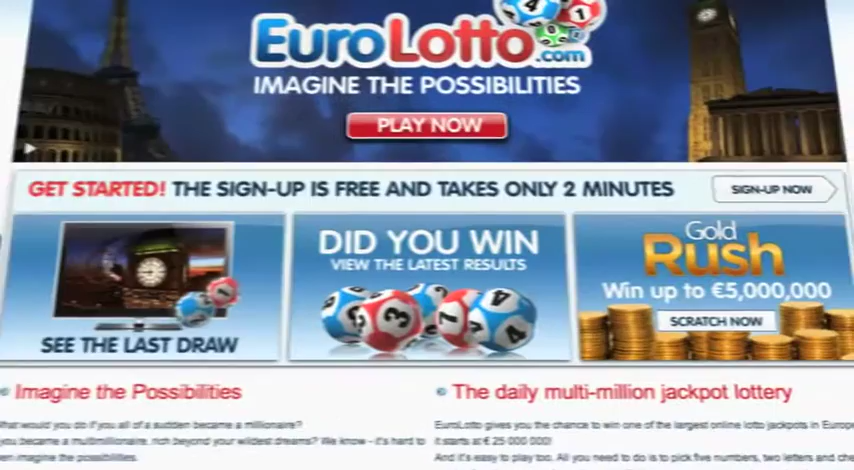 EuroLotto.com
IMAGINE THE POSSIBILITIES
PLAY NOW
GET STARTED! THE SIGN-UP IS FREE AND TAKES ONLY 2 MINUTES
SIGN-UP NOW
SEE THE LAST DRAW
DID YOU WIN
VIEW THE LATEST RESULTS
3 7 4
Gold
Rush
Win up to €5,000,000
SCRATCH NOW
Imagine the Possibilities
What would you do if you all of a sudden became a millionaire?
you became a multimillionaire, rich beyond your wildest dreams? We know - it's hard to
imagine the possibilities.
The daily multi-million jackpot lottery
EuroLotto gives you the chance to win one of the largest online lotto jackpots in Europe
it starts at € 25 000 000!
And it's easy to play too. All you need to do is pick five numbers, two letters and